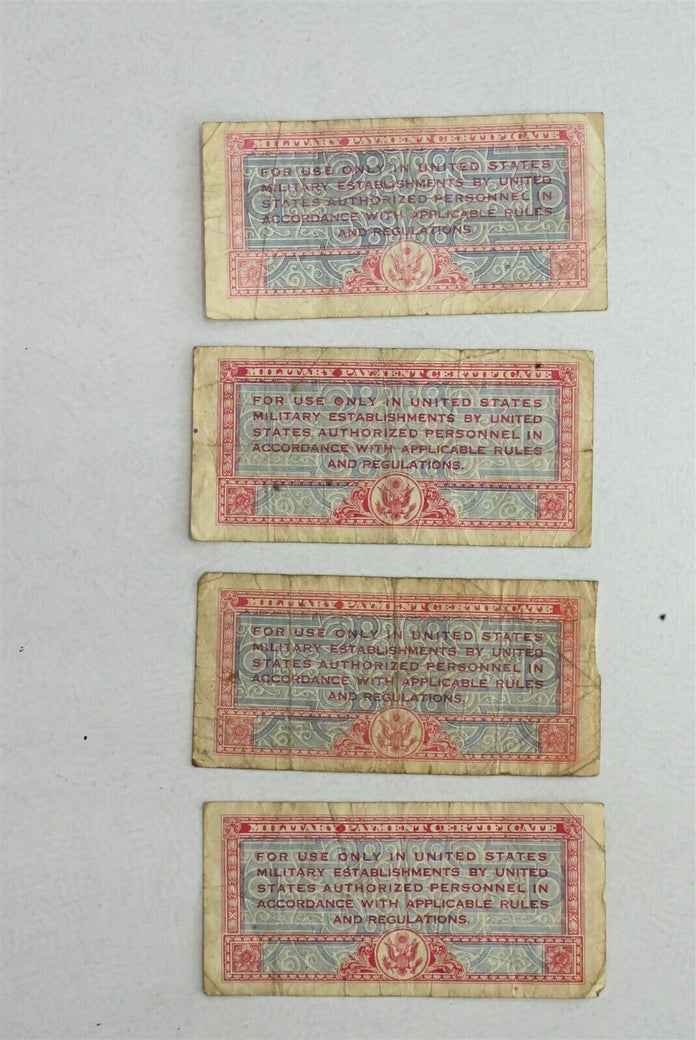 MILITARY PAYMENT CERTIFICATE
FOR USE ONLY IN UNITED STATES
MILITARY ESTABLISHMENTS BY UNITED
STATES AUTHORIZED PERSONNEL IN
ACCORDANCE WITH APPLICABLE RULES
AND REGULATIONS.
MILITARY PAYMENT CERTIFICATE
FOR USE ONLY IN UNITED STATES
MILITARY ESTABLISHMENTS BY UNITED
STATES AUTHORIZED PERSONNEL IN
ACCORDANCE WITH APPLICABLE RULES
AND REGULATIONS.
MILITARY PAYMENT CERTIFICATE
FOR USE ONLY IN UNITED STATES
MILITARY ESTABLISHMENTS BY UNITED
STATES AUTHORIZED PERSONNEL IN
ACCORDANCE WITH APPLICABLE RULES
AND REGULATIONS.
MILITARY PAYMENT CERTIFICATE
FOR USE ONLY IN UNITED STATES
MILITARY ESTABLISHMENTS BY UNITED
STATES AUTHORIZED PERSONNEL IN
ACCORDANCE WITH APPLICABLE RULES
AND REGULATIONS.